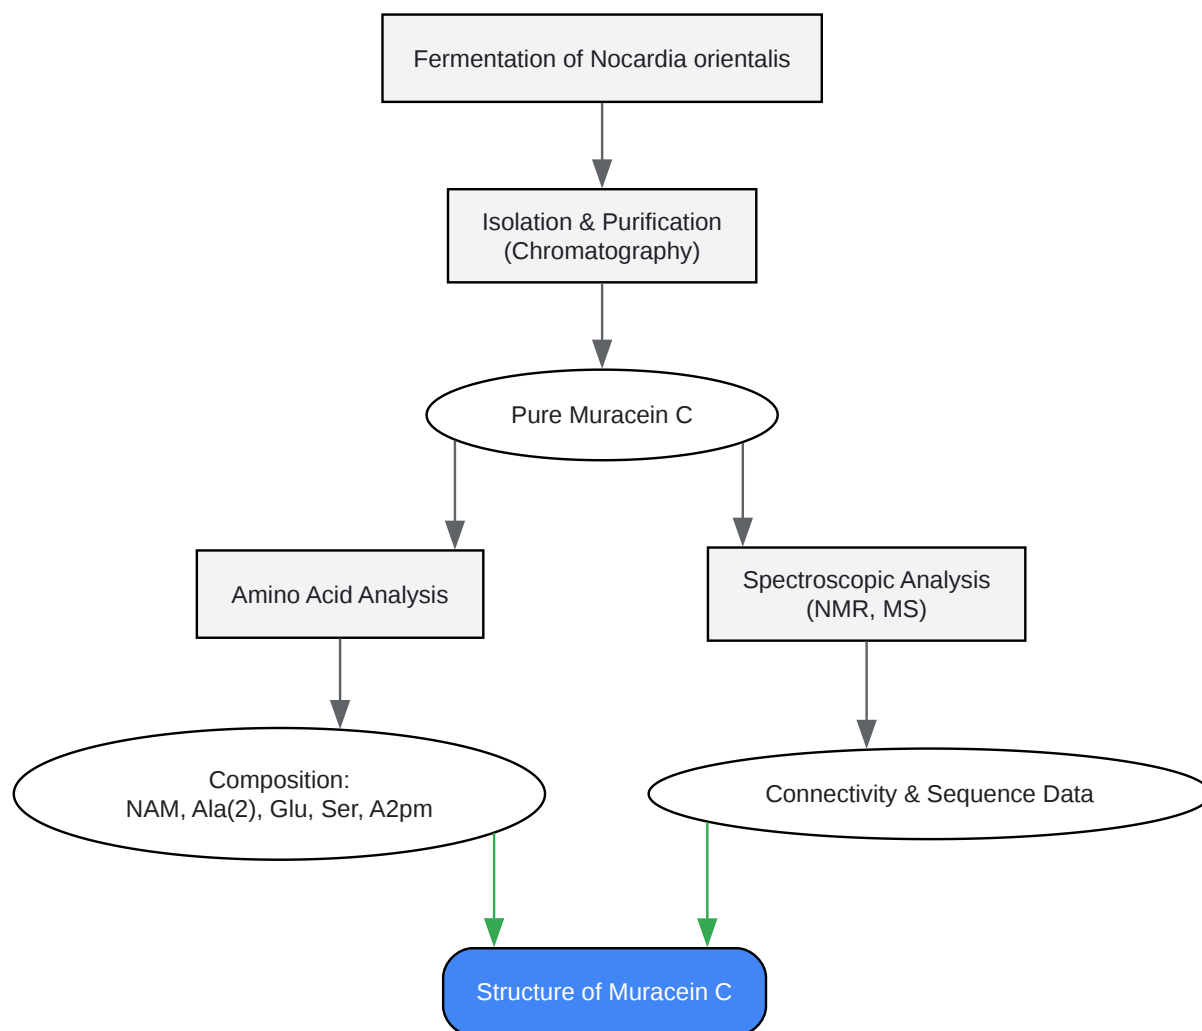 Fermentation of Nocardia orientalis
Isolation & Purification
(Chromatography)
Pure Muracein C
Amino Acid Analysis
Spectroscopic Analysis
(NMR, MS)
Composition:
NAM, Ala(2), Glu, Ser, A2pm
Connectivity & Sequence Data
Structure of Muracein C